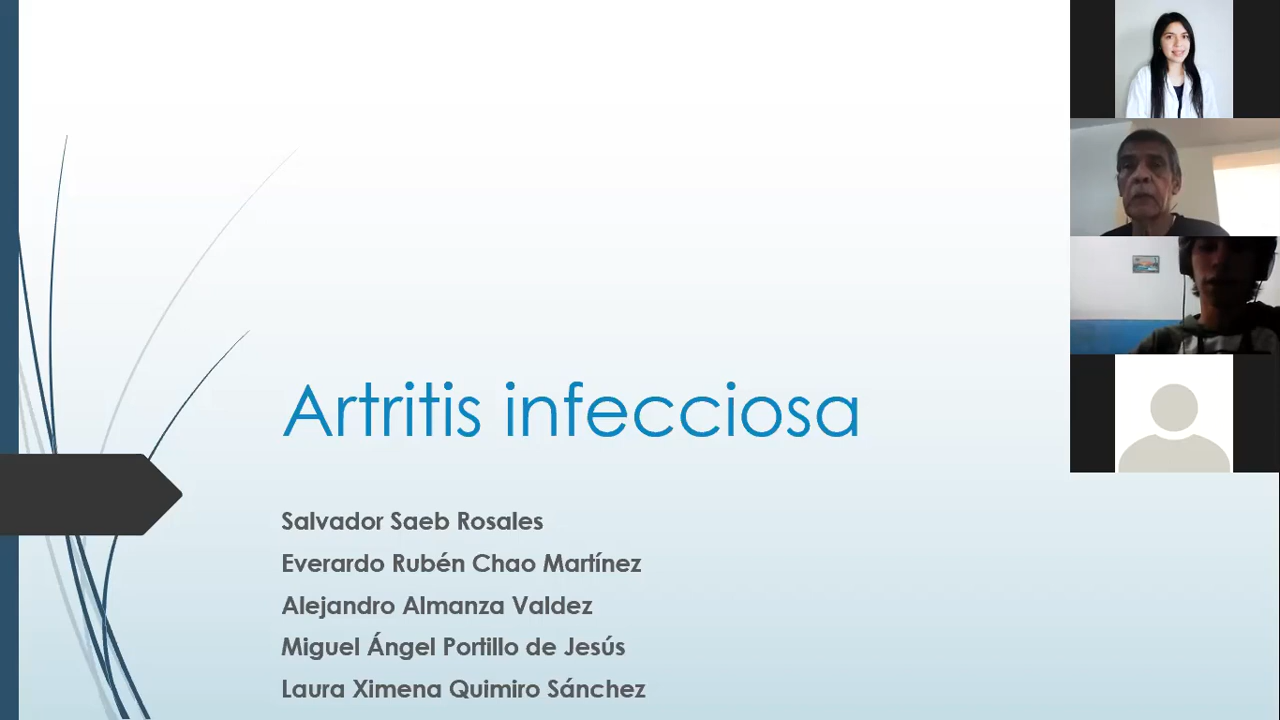 Artritis infecciosa
Salvador Saeb Rosales
Everardo Rubén Chao Martínez
Alejandro Almanza Valdez
Miguel Ángel Portillo de Jesús
Laura Ximena Quimiro Sánchez